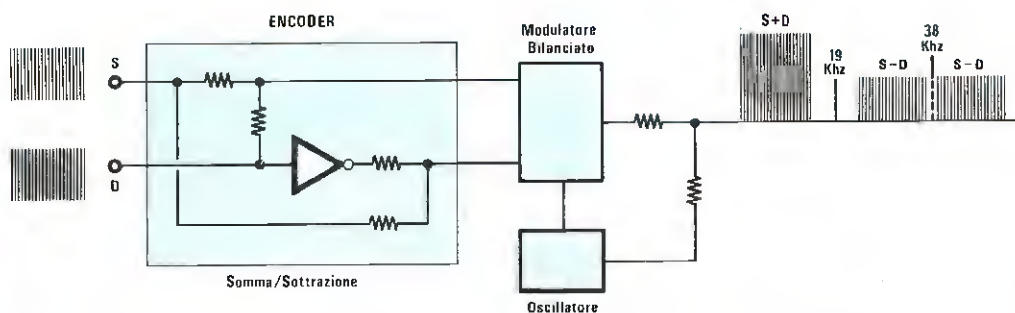 ENCODER
S
D
Somma/Sottrazione
Modulatore
Bilanciato
Oscillatore
S+D
19
Khz
S-D
38
Khz
S-D